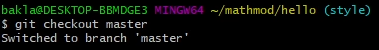 bakla@DESKTOP-BBMDGE3 MINGW64 ~/mathmod/hello (style)
$ git checkout master
Switched to branch 'master'